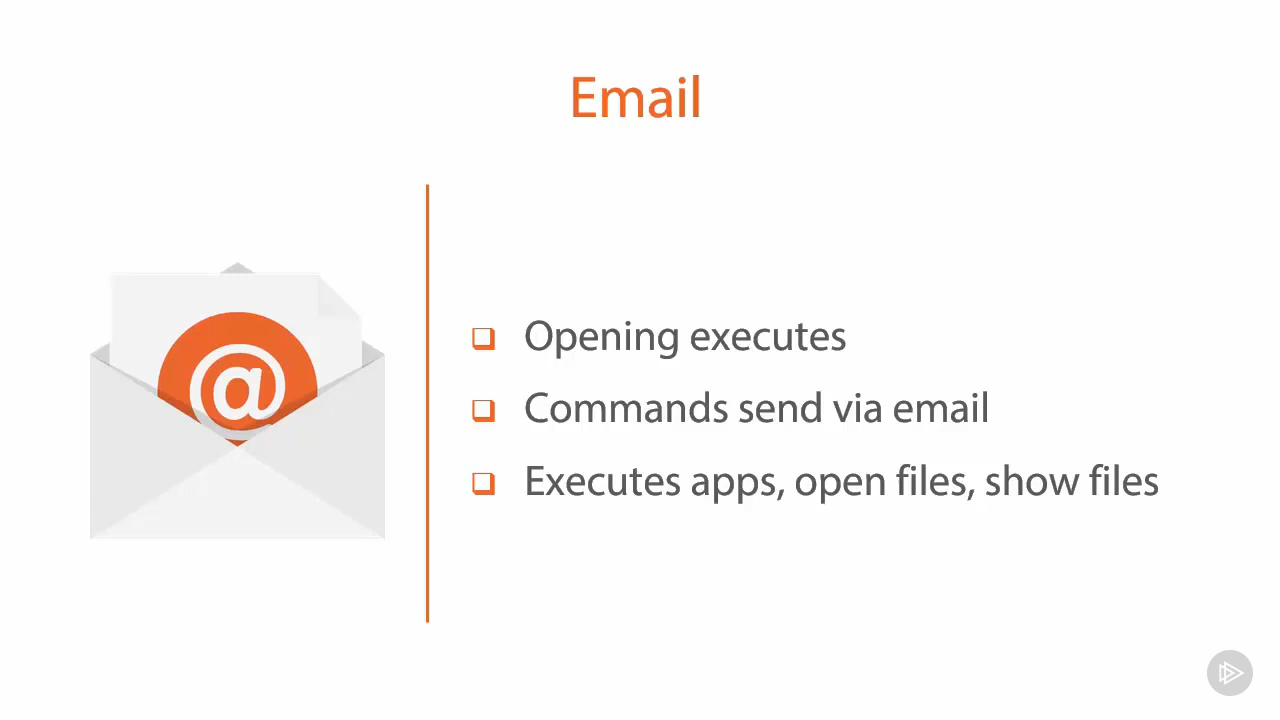 Email
@
Opening executes
Commands send via email
Executes apps, open files, show files